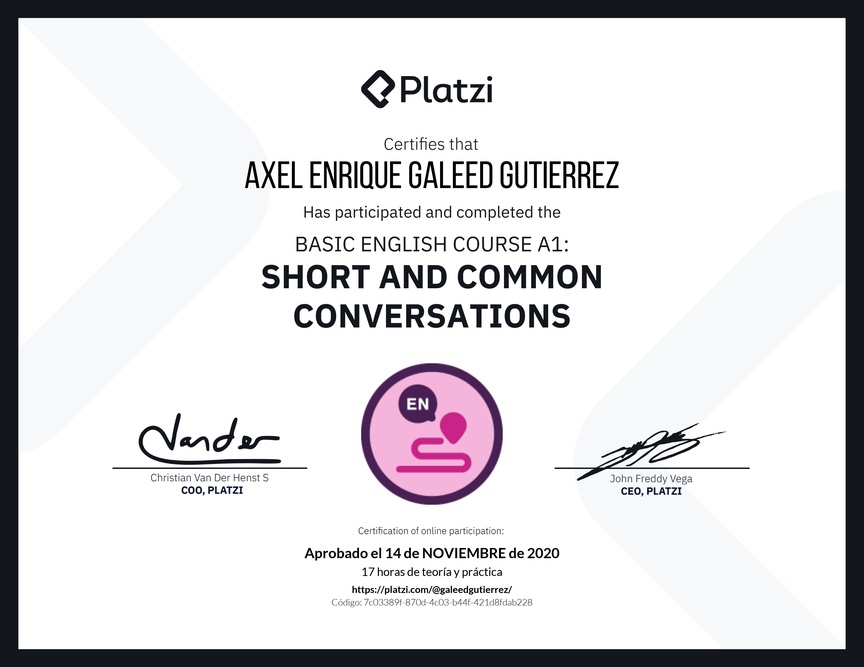 Platzi
Certifies that
AXEL ENRIQUE GALEED GUTIERREZ
Has participated and completed the
BASIC ENGLISH COURSE A1:
SHORT AND COMMON
CONVERSATIONS
EN
Vander
Christian Van Der Henst S
COO, PLATZI
John Freddy Vega
CEO, PLATZI
Certification of online participation:
Aprobado el 14 de NOVIEMBRE de 2020
17 horas de teoría y práctica
https://platzi.com/@galeedgutierrez/
Código: 7c03389f-870d-4c03-b44f-421d8fdab228